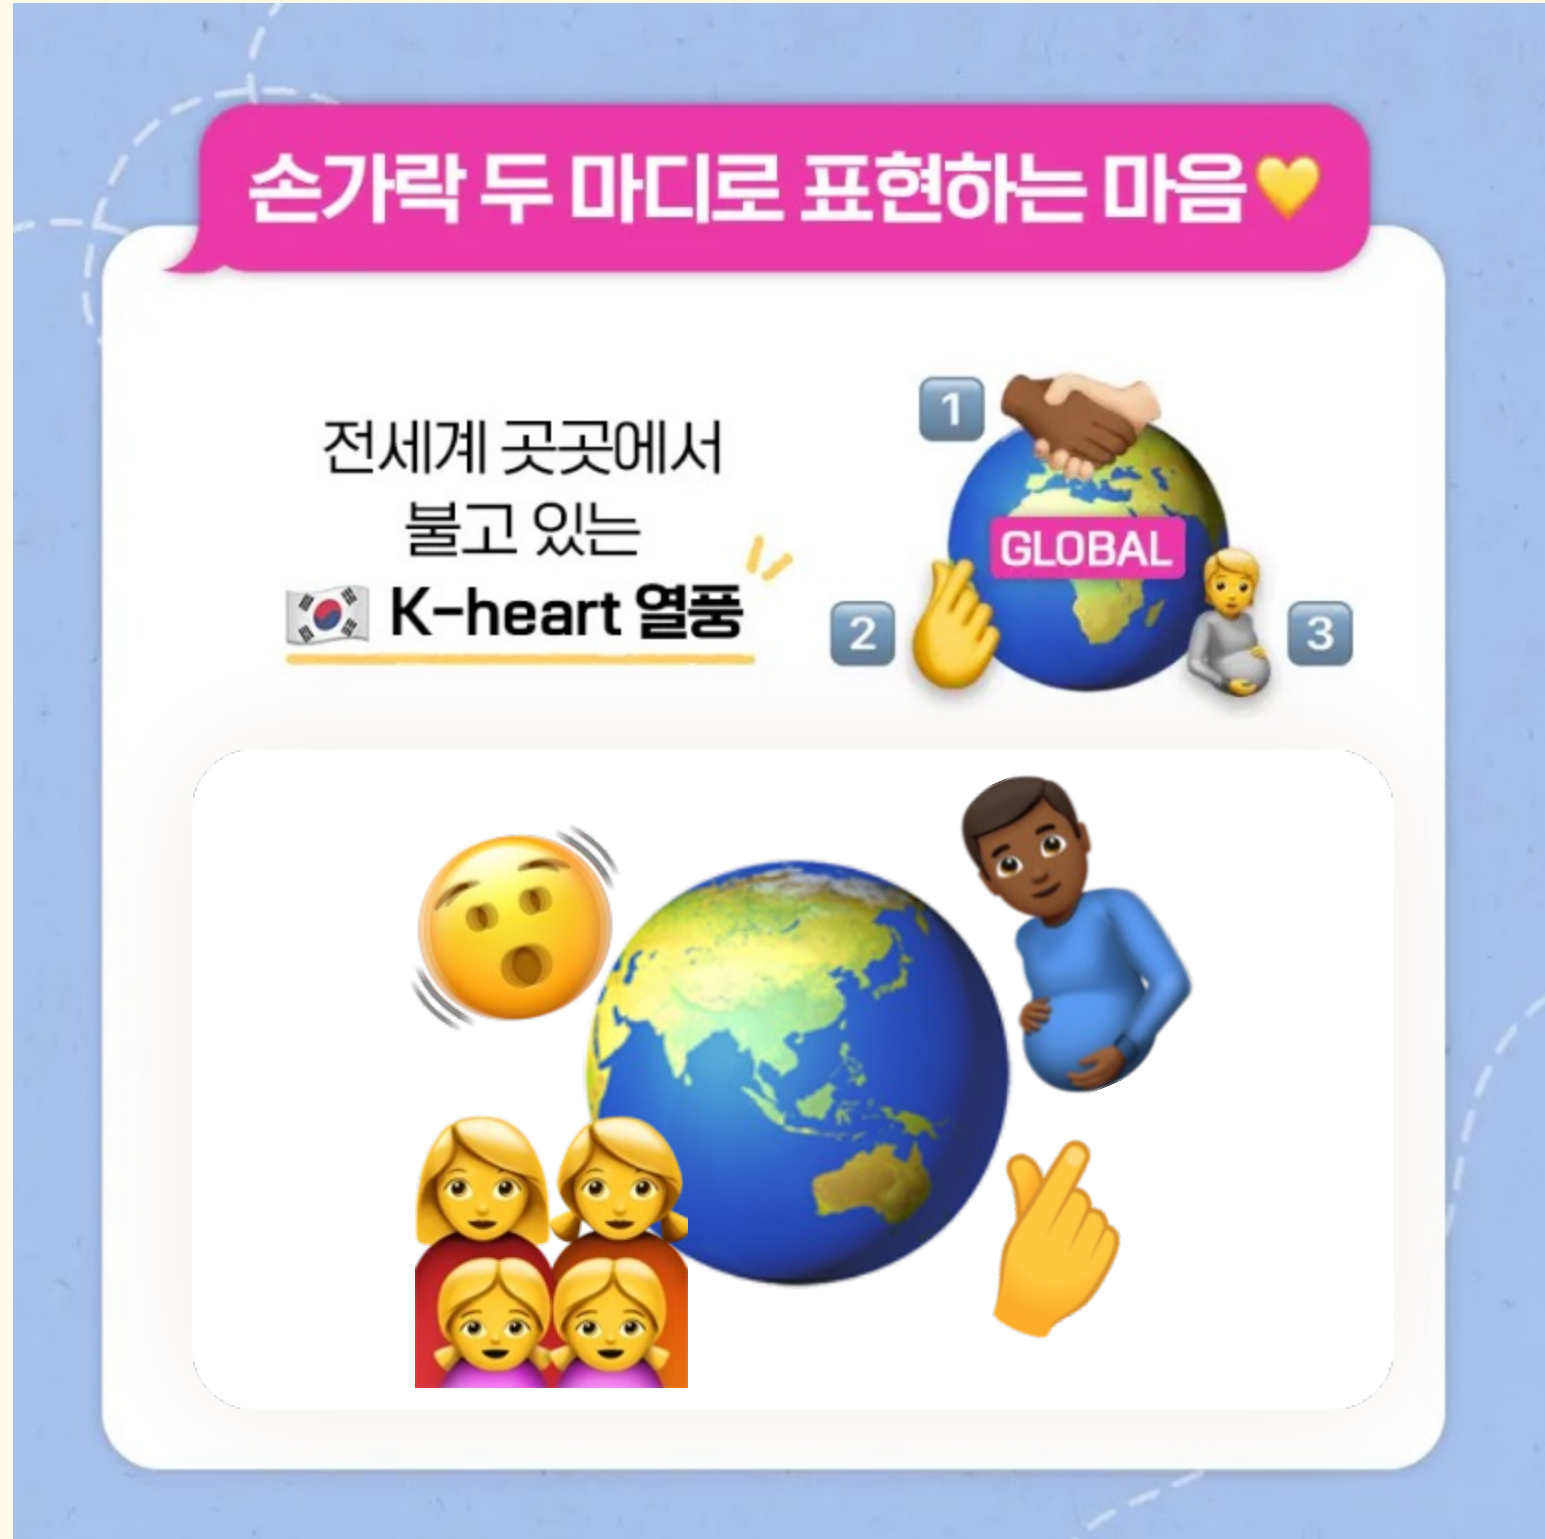 손가락 두 마디로 표현하는 마음💛
전세계 곳곳에서
불고 있는
🇰🇷 K-heart 열풍
1
GLOBAL
2
3